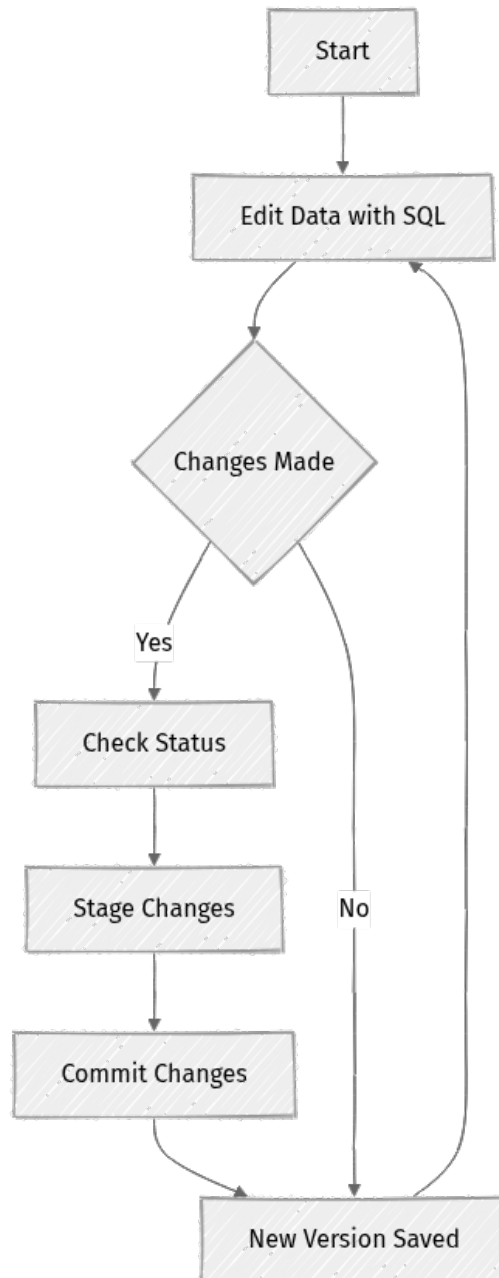 Start
Edit Data with SQL
Changes Made
Yes
Check Status
Stage Changes
No
Commit Changes
New Version Saved